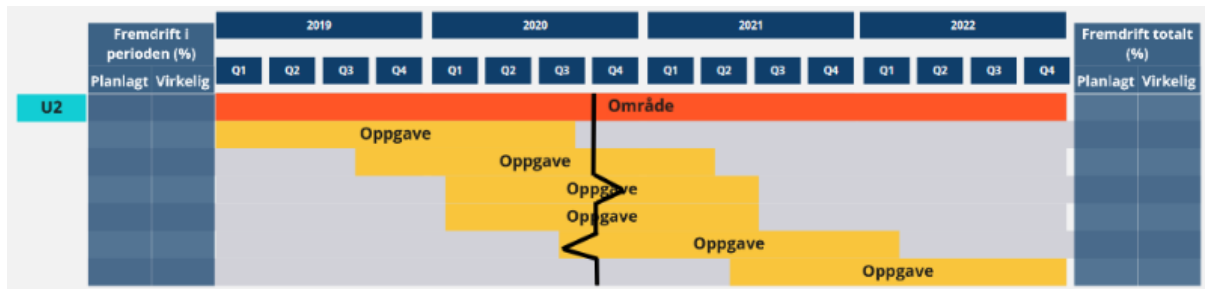 Fremdrift i
perioden (%)
Planlagt Virkelig
2019 2020 2021 2022
Q1 Q2 Q3 Q4 Q1 Q2 Q3 Q4 Q1 Q2 Q3 Q4 Q1 Q2 Q3 Q4
Fremdrift totalt
(%)
Planlagt Virkelig
U2
Område
Oppgave
Oppgave
Oppgave
Oppgave
Oppgave
Oppgave